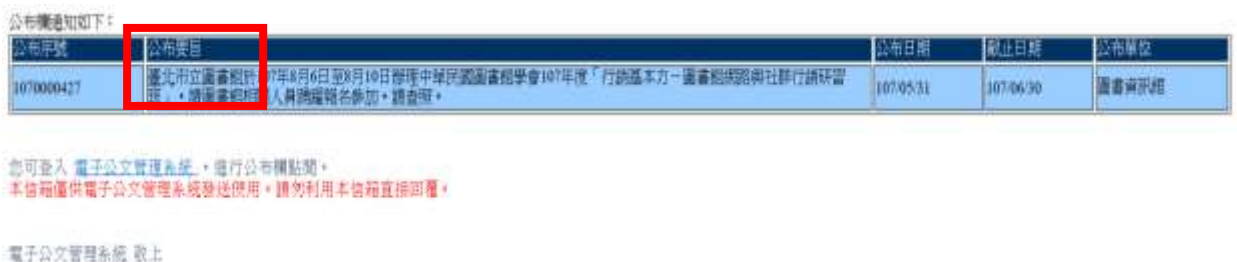 公布欄通知如下：
公布序號 公布要旨 公布日期 截止日期 公布單位
1070000427 臺北市立圖書館於107年8月6日至8月10日辦理中華民國圖書館學會107年度「行銷基本方－圖書館網路與社群行銷研習 107/05/31 107/06/30 圖書資訊館
班」，請圖書館相關人員踴躍報名參加，請查照。
您可登入 電子公文管理系統 ，進行公布欄點閱。
本信箱僅供電子公文管理系統發送使用，請勿利用本信箱直接回覆。
電子公文管理系統 敬上